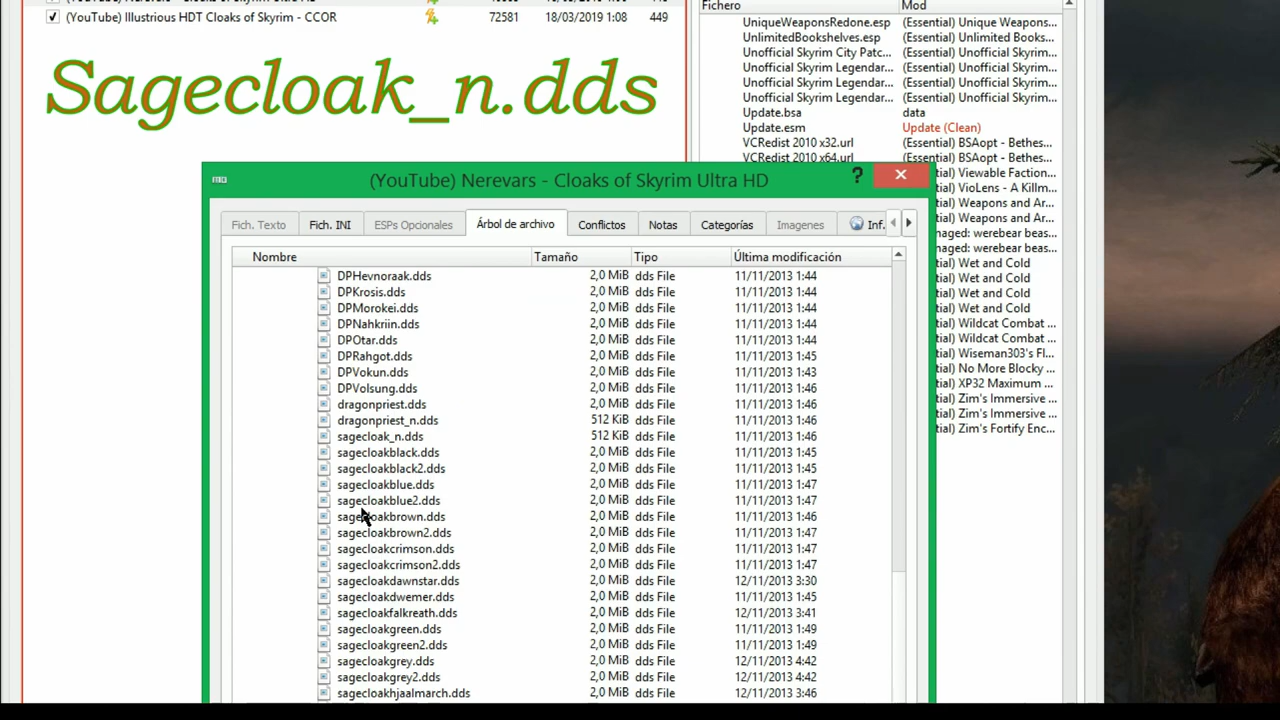 (YouTube) Illustrious HDT Cloaks of Skyrim - CCOR 72581 18/03/2019 1:08 449
Sagecloak_n.dds
Fichero Mod
UniqueWeaponsRedone.esp (Essential) Unique Weapons...
UnlimitedBookshelves.esp (Essential) Unlimited Books...
Unofficial Skyrim City Patc... (Essential) Unofficial Skyrim...
Unofficial Skyrim Legendar... (Essential) Unofficial Skyrim...
Unofficial Skyrim Legendar... (Essential) Unofficial Skyrim...
Unofficial Skyrim Legendar... (Essential) Unofficial Skyrim...
Update.bsa data
Update.esm Update (Clean)
VCRedist 2010 x32.url (Essential) BSAopt - Bethes...
VCRedist 2010 x64.url (Essential) BSAopt - Bethes...
tial) Viewable Faction...
tial) VioLens - A Killm...
tial) Weapons and Ar...
tial) Weapons and Ar...
naged: werebear beas...
naged: werebear beas...
tial) Wet and Cold
tial) Wet and Cold
tial) Wet and Cold
tial) Wet and Cold
tial) Wildcat Combat ...
tial) Wildcat Combat ...
tial) Wiseman303's Fl...
tial) No More Blocky ...
tial) XP32 Maximum ...
tial) Zim's Immersive ...
tial) Zim's Immersive ...
tial) Zim's Fortify Enc...
(YouTube) Nerevars - Cloaks of Skyrim Ultra HD ?
Fich. Texto Fich. INI ESPs Opcionales Árbol de archivo Conflictos Notas Categorías Imagenes Inf.
Nombre Tamaño Tipo Última modificación
DPHevnoraak.dds 2,0 MiB dds File 11/11/2013 1:44
DPKrosis.dds 2,0 MiB dds File 11/11/2013 1:44
DPMorokei.dds 2,0 MiB dds File 11/11/2013 1:44
DPNahkriin.dds 2,0 MiB dds File 11/11/2013 1:44
DPOtar.dds 2,0 MiB dds File 11/11/2013 1:44
DPRahgot.dds 2,0 MiB dds File 11/11/2013 1:45
DPVokun.dds 2,0 MiB dds File 11/11/2013 1:43
DPVolsung.dds 2,0 MiB dds File 11/11/2013 1:46
dragonpriest.dds 2,0 MiB dds File 11/11/2013 1:46
dragonpriest_n.dds 512 KiB dds File 11/11/2013 1:46
sagecloak_n.dds 512 KiB dds File 11/11/2013 1:46
sagecloakblack.dds 2,0 MiB dds File 11/11/2013 1:45
sagecloakblack2.dds 2,0 MiB dds File 11/11/2013 1:45
sagecloakblue.dds 2,0 MiB dds File 11/11/2013 1:47
sagecloakblue2.dds 2,0 MiB dds File 11/11/2013 1:47
sagecloakbrown.dds 2,0 MiB dds File 11/11/2013 1:46
sagecloakbrown2.dds 2,0 MiB dds File 11/11/2013 1:47
sagecloakcrimson.dds 2,0 MiB dds File 11/11/2013 1:47
sagecloakcrimson2.dds 2,0 MiB dds File 11/11/2013 1:47
sagecloakdawnstar.dds 2,0 MiB dds File 12/11/2013 3:30
sagecloakdwemer.dds 2,0 MiB dds File 11/11/2013 1:45
sagecloakfalkreath.dds 2,0 MiB dds File 12/11/2013 3:41
sagecloakgreen.dds 2,0 MiB dds File 11/11/2013 1:49
sagecloakgreen2.dds 2,0 MiB dds File 11/11/2013 1:49
sagecloakgrey.dds 2,0 MiB dds File 12/11/2013 4:42
sagecloakgrey2.dds 2,0 MiB dds File 12/11/2013 4:42
sagecloakhjaalmarch.dds 2,0 MiB dds File 12/11/2013 3:46